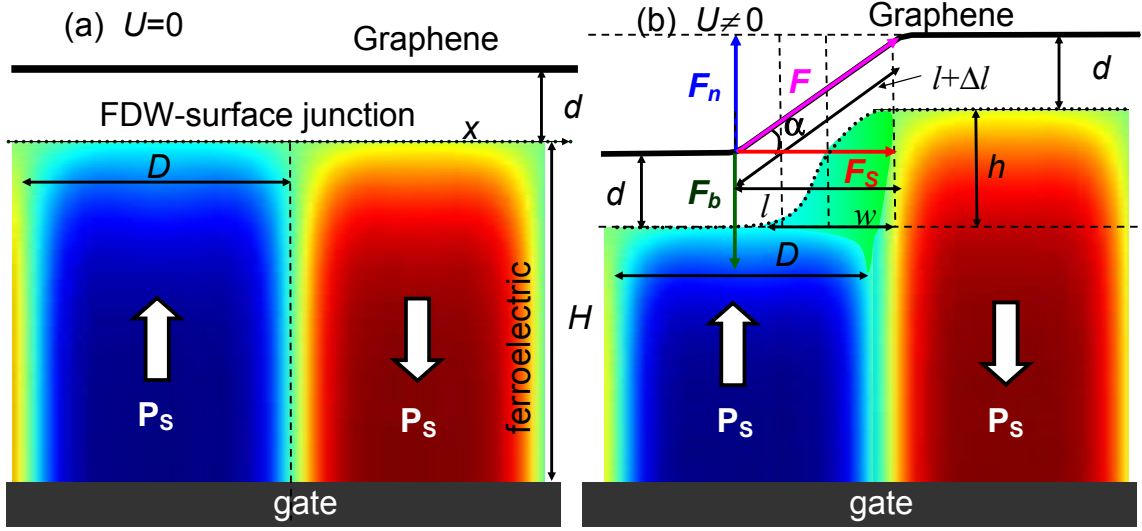 (a) U=0
Graphene
d
FDW-surface junction
x
D
H
ferroelectric
P_S
P_S
gate
(b) U≠0
Graphene
F_n
F
l+Δl
d
α
F_S
d
F_b
h
l
w
D
P_S
P_S
gate